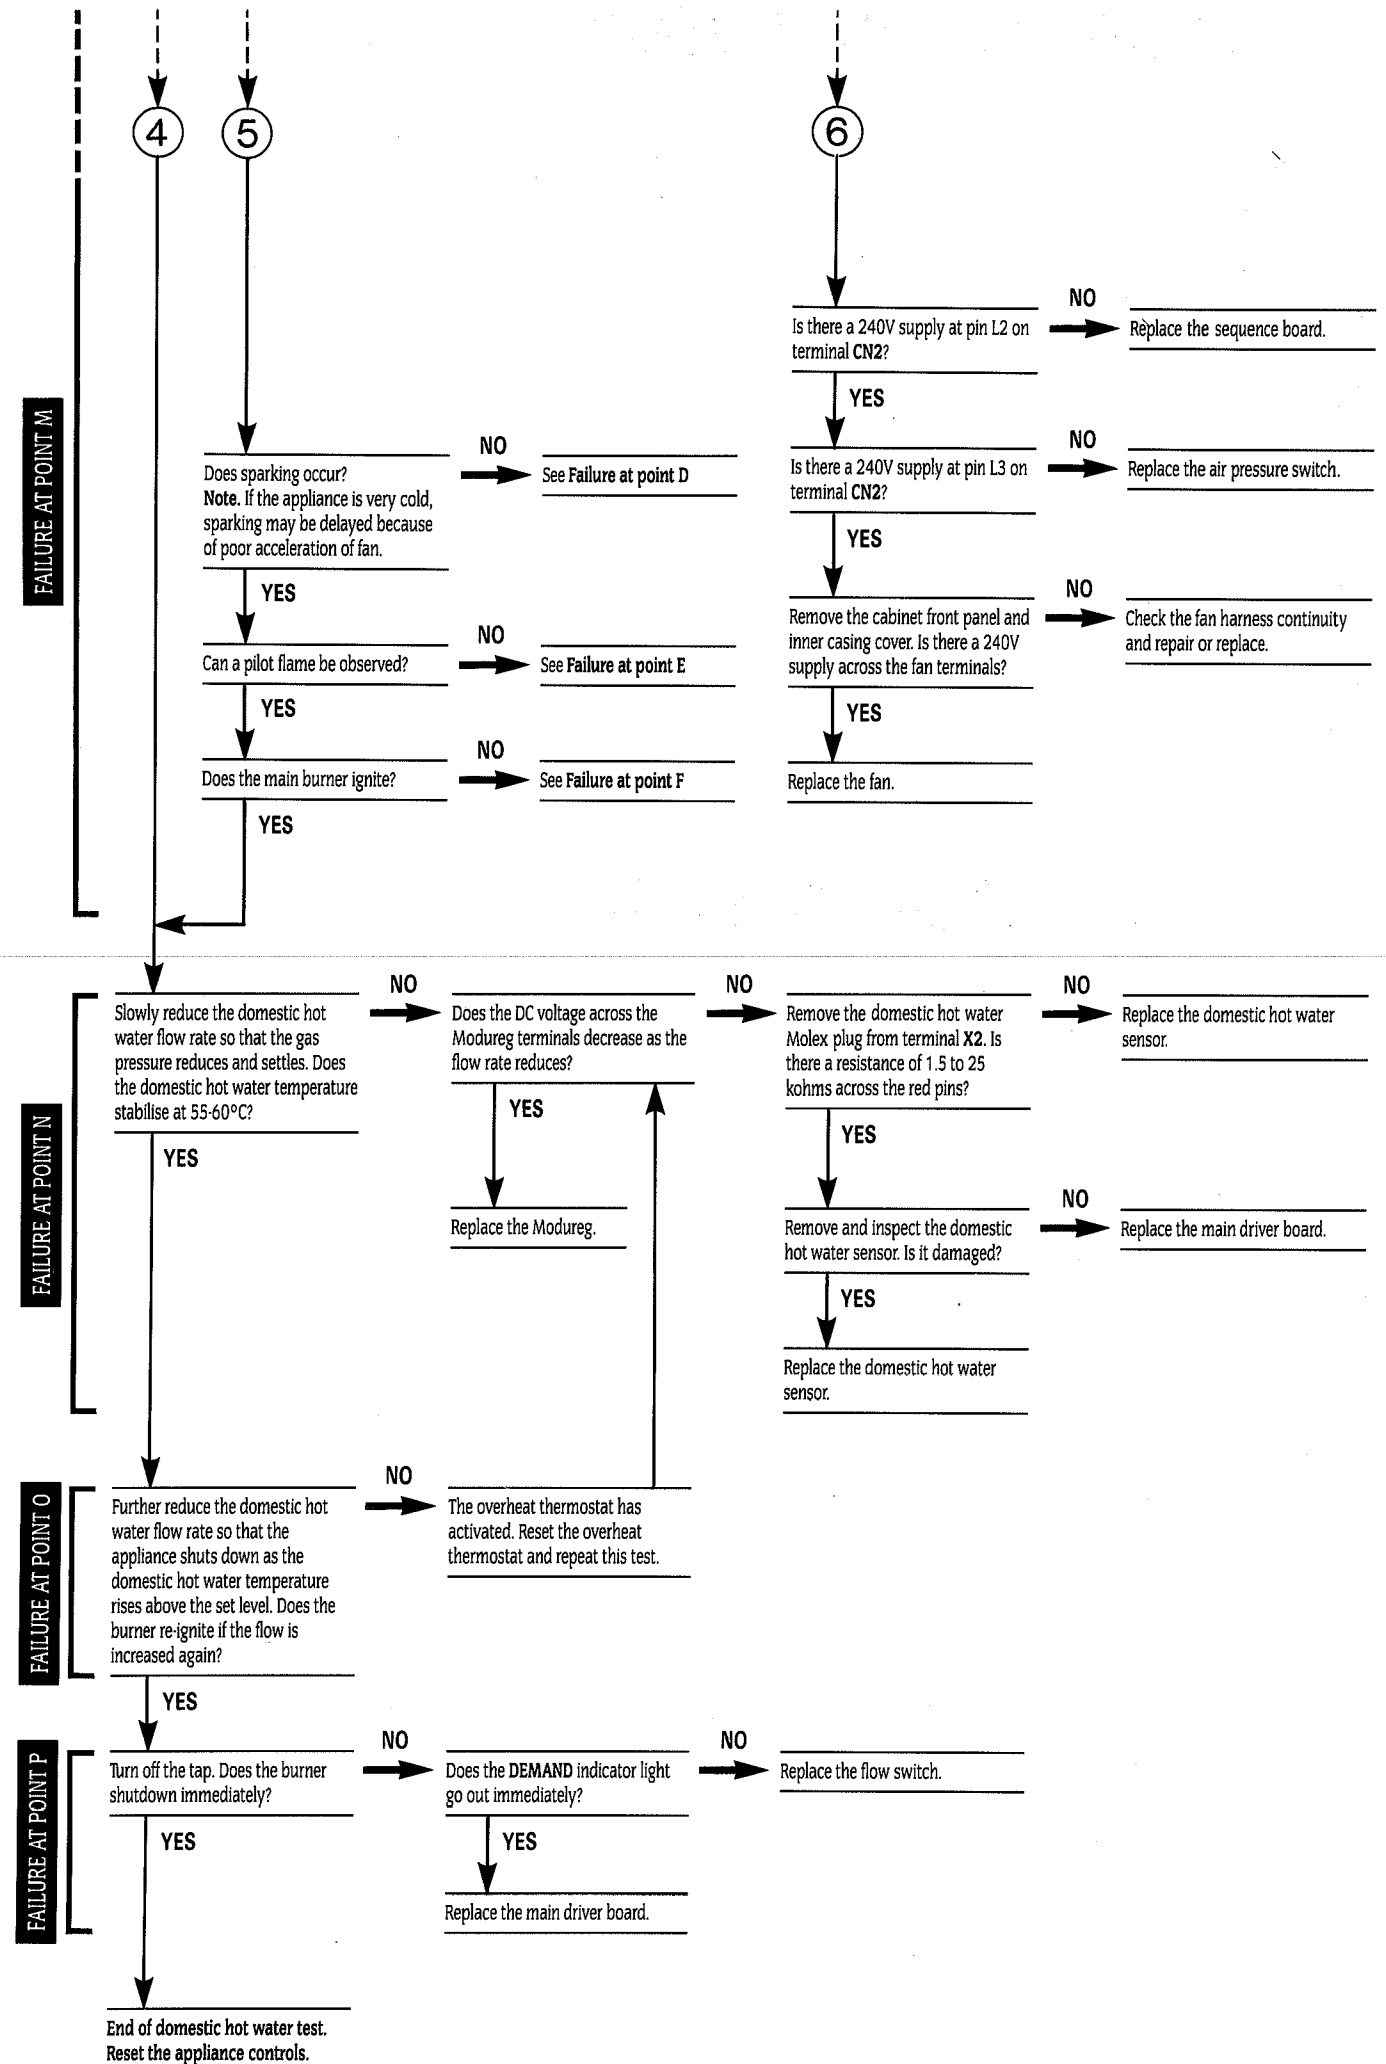 4
5
6
FAILURE AT POINT M
Is there a 240V supply at pin L2 on
terminal CN2?
NO
Replace the sequence board.
YES
Is there a 240V supply at pin L3 on
terminal CN2?
NO
Replace the air pressure switch.
YES
Remove the cabinet front panel and
inner casing cover. Is there a 240V
supply across the fan terminals?
NO
Check the fan harness continuity
and repair or replace.
YES
Replace the fan.
Does sparking occur?
Note. If the appliance is very cold,
sparking may be delayed because
of poor acceleration of fan.
NO
See Failure at point D
YES
Can a pilot flame be observed?
NO
See Failure at point E
YES
Does the main burner ignite?
NO
See Failure at point F
YES
FAILURE AT POINT N
Slowly reduce the domestic hot
water flow rate so that the gas
pressure reduces and settles. Does
the domestic hot water temperature
stabilise at 55-60°C?
NO
Does the DC voltage across the
Modureg terminals decrease as the
flow rate reduces?
NO
Remove the domestic hot water
Molex plug from terminal X2. Is
there a resistance of 1.5 to 25
kohms across the red pins?
NO
Replace the domestic hot water
sensor.
YES
YES
YES
Replace the Modureg.
Remove and inspect the domestic
hot water sensor. Is it damaged?
NO
Replace the main driver board.
YES
Replace the domestic hot water
sensor.
FAILURE AT POINT O
Further reduce the domestic hot
water flow rate so that the
appliance shuts down as the
domestic hot water temperature
rises above the set level. Does the
burner re-ignite if the flow is
increased again?
NO
The overheat thermostat has
activated. Reset the overheat
thermostat and repeat this test.
YES
FAILURE AT POINT P
Turn off the tap. Does the burner
shutdown immediately?
NO
Does the DEMAND indicator light
go out immediately?
NO
Replace the flow switch.
YES
YES
Replace the main driver board.
End of domestic hot water test.
Reset the appliance controls.